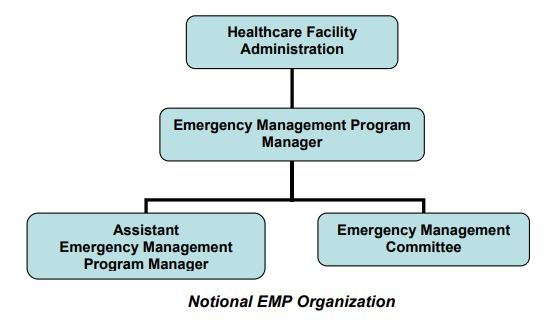 Healthcare Facility
Administration
Emergency Management Program
Manager
Assistant
Emergency Management
Program Manager
Emergency Management
Committee
Notional EMP Organization